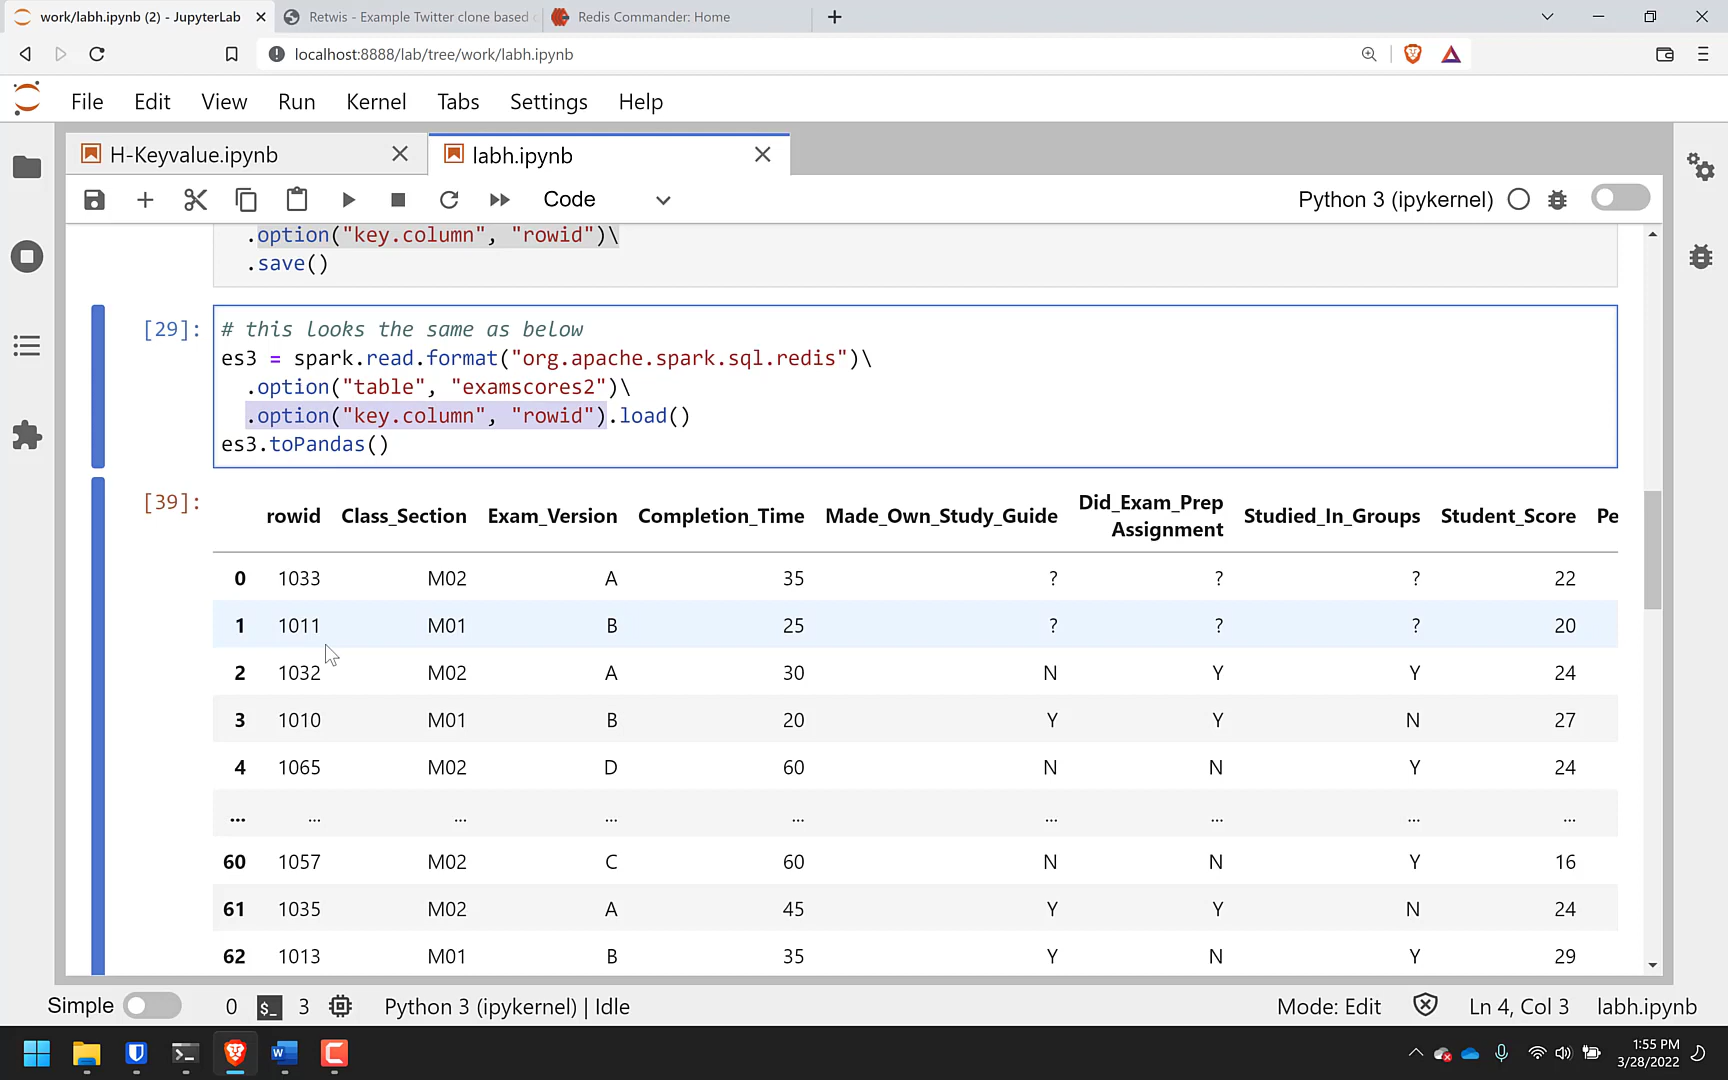 work/labh.ipynb (2) - JupyterLab
Retwis - Example Twitter clone based
Redis Commander: Home
localhost:8888/lab/tree/work/labh.ipynb
File Edit View Run Kernel Tabs Settings Help
H-Keyvalue.ipynb
labh.ipynb
Code
Python 3 (ipykernel)
.option("key.column", "rowid")\
.save()
[29]:
# this looks the same as below
es3 = spark.read.format("org.apache.spark.sql.redis")\
.option("table", "examscores2")\
.option("key.column", "rowid").load()
es3.toPandas()
[39]:
rowid Class_Section Exam_Version Completion_Time Made_Own_Study_Guide Did_Exam_Prep Assignment Studied_In_Groups Student_Score Pe
0 1033 M02 A 35 ? ? ? 22
1 1011 M01 B 25 ? ? ? 20
2 1032 M02 A 30 N Y Y 24
3 1010 M01 B 20 Y Y N 27
4 1065 M02 D 60 N N Y 24
... ... ... ... ... ... ... ... ...
60 1057 M02 C 60 N N Y 16
61 1035 M02 A 45 Y Y N 24
62 1013 M01 B 35 Y N Y 29
Simple 0 $_ 3 Python 3 (ipykernel) | Idle Mode: Edit Ln 4, Col 3 labh.ipynb
1:55 PM
3/28/2022